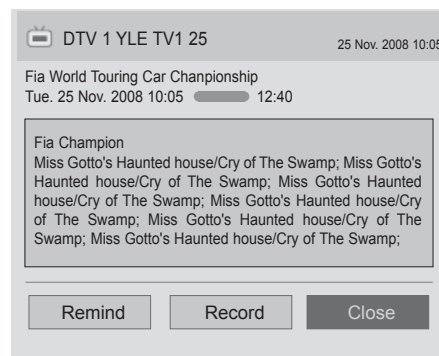 DTV 1 YLE TV1 25
25 Nov. 2008 10:05
Fia World Touring Car Chanpionship
Tue. 25 Nov. 2008 10:05 12:40
Fia Champion
Miss Gotto's Haunted house/Cry of The Swamp; Miss Gotto's
Haunted house/Cry of The Swamp; Miss Gotto's Haunted
house/Cry of The Swamp; Miss Gotto's Haunted house/Cry
of The Swamp; Miss Gotto's Haunted house/Cry of The
Swamp; Miss Gotto's Haunted house/Cry of The Swamp;
Remind
Record
Close